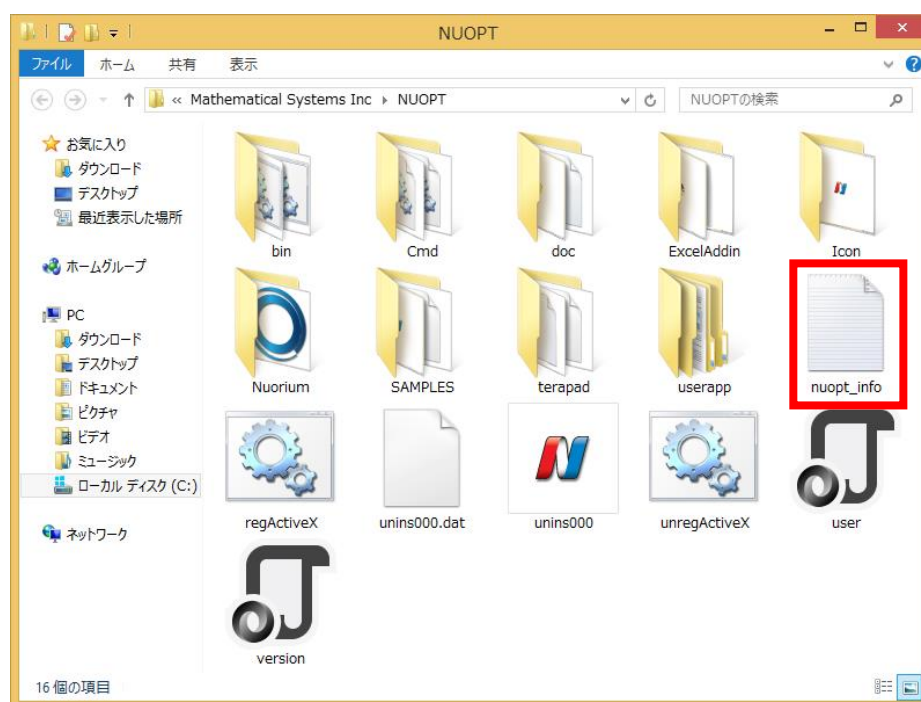 NUOPT
ファイル ホーム 共有 表示
« Mathematical Systems Inc NUOPT NUOPTの検索
お気に入り
ダウンロード
デスクトップ
最近表示した場所
ホームグループ
PC
ダウンロード
デスクトップ
ドキュメント
ピクチャ
ビデオ
ミュージック
ローカル ディスク (C:)
ネットワーク
bin Cmd doc ExcelAddin Icon
Nuorium SAMPLES terapad userapp nuopt_info
regActiveX unins000.dat unins000 unregActiveX user
version
16 個の項目